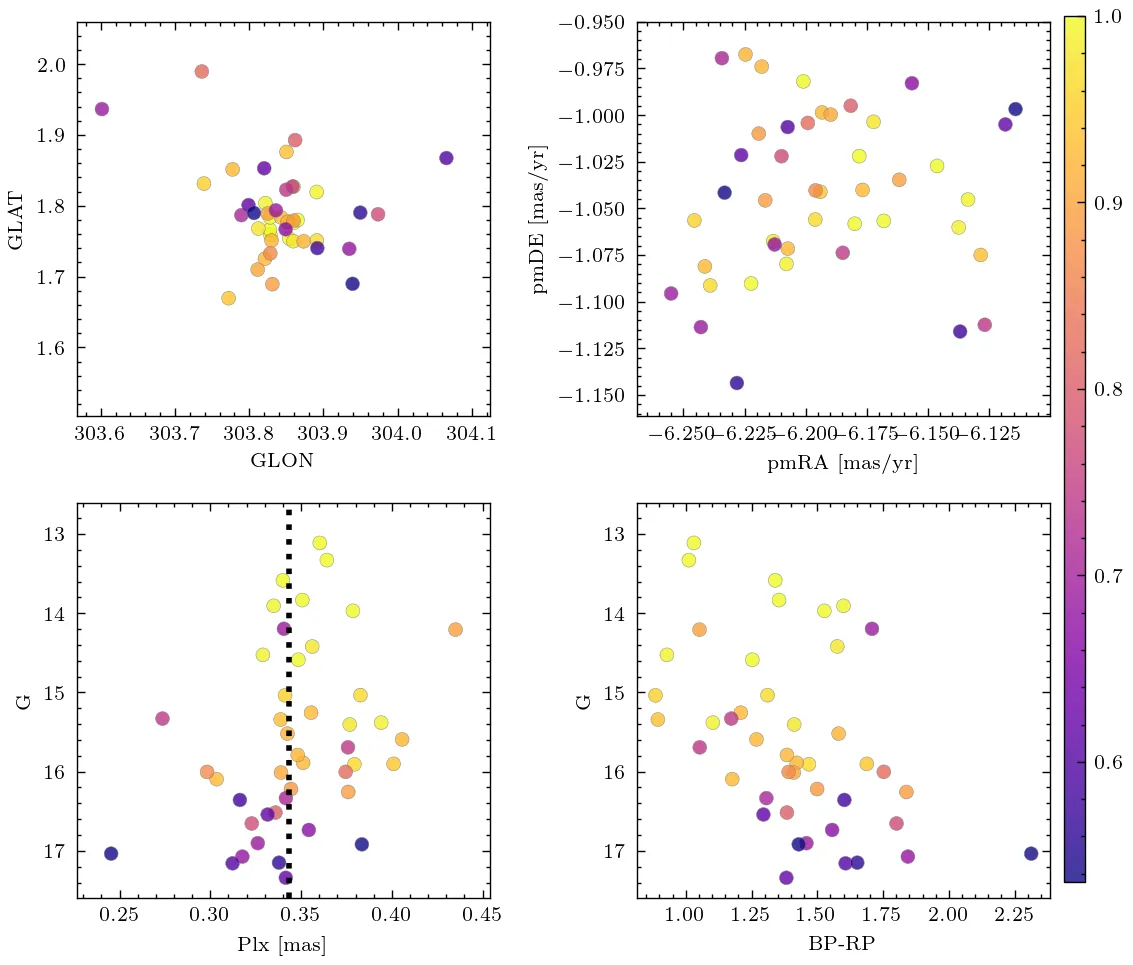 2.0
1.9
1.8
1.7
1.6
GLAT
303.6 303.7 303.8 303.9 304.0 304.1
GLON
−0.950
−0.975
−1.000
−1.025
−1.050
−1.075
−1.100
−1.125
−1.150
pmDE [mas/yr]
−6.250 −6.225 −6.200 −6.175 −6.150 −6.125
pmRA [mas/yr]
1.0
0.9
0.8
0.7
0.6
13
14
15
16
17
G
0.25 0.30 0.35 0.40 0.45
Plx [mas]
13
14
15
16
17
G
1.00 1.25 1.50 1.75 2.00 2.25
BP-RP